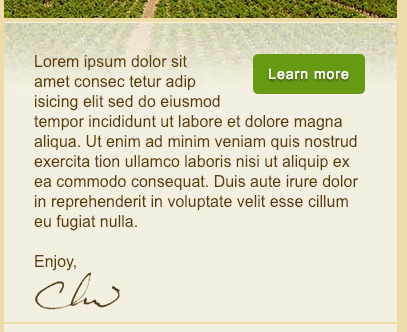 Lorem ipsum dolor sit
amet consec tetur adip
isicing elit sed do eiusmod
tempor incididunt ut labore et dolore magna
aliqua. Ut enim ad minim veniam quis nostrud
exercita tion ullamco laboris nisi ut aliquip ex
ea commodo consequat. Duis aute irure dolor
in reprehenderit in voluptate velit esse cillum
eu fugiat nulla.
Learn more
Enjoy,